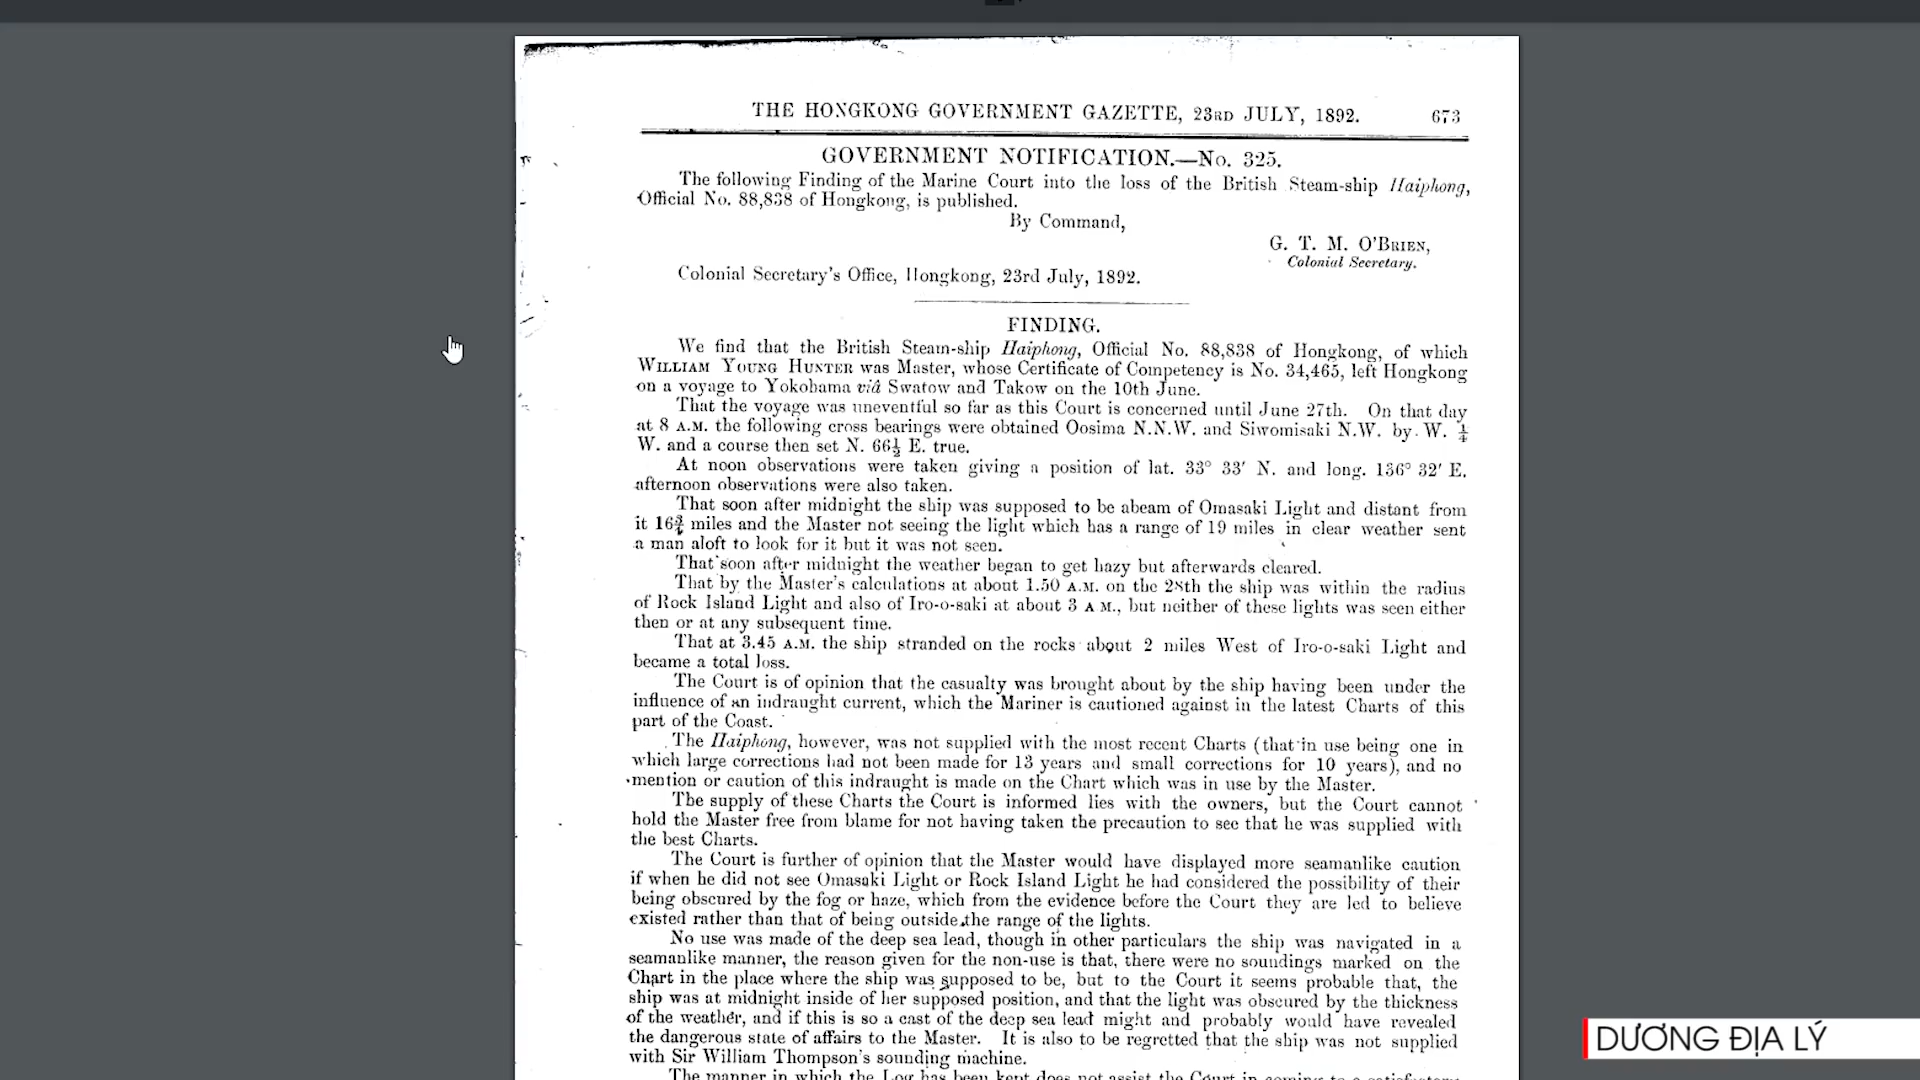 THE HONGKONG GOVERNMENT GAZETTE, 23RD JULY, 1892. 673
GOVERNMENT NOTIFICATION.—No. 325.
The following Finding of the Marine Court into the loss of the British Steam-ship Haiphong,
Official No. 88,838 of Hongkong, is published.
By Command,
G. T. M. O'BRIEN,
Colonial Secretary.
Colonial Secretary's Office, Hongkong, 23rd July, 1892.
FINDING.
We find that the British Steam-ship Haiphong, Official No. 88,838 of Hongkong, of which
WILLIAM YOUNG HUNTER was Master, whose Certificate of Competency is No. 34,465, left Hongkong
on a voyage to Yokohama viâ Swatow and Takow on the 10th June.
That the voyage was uneventful so far as this Court is concerned until June 27th. On that day
at 8 A.M. the following cross bearings were obtained Oosima N.N.W. and Siwomisaki N.W. by W. ¼
W. and a course then set N. 66½ E. true.
At noon observations were taken giving a position of lat. 33° 33′ N. and long. 136° 32′ E.
afternoon observations were also taken.
That soon after midnight the ship was supposed to be abeam of Omasaki Light and distant from
it 16¾ miles and the Master not seeing the light which has a range of 19 miles in clear weather sent
a man aloft to look for it but it was not seen.
That soon after midnight the weather began to get hazy but afterwards cleared.
That by the Master's calculations at about 1.50 A.M. on the 28th the ship was within the radius
of Rock Island Light and also of Iro-o-saki at about 3 A M., but neither of these lights was seen either
then or at any subsequent time.
That at 3.45 A.M. the ship stranded on the rocks about 2 miles West of Iro-o-saki Light and
became a total loss.
The Court is of opinion that the casualty was brought about by the ship having been under the
influence of an indraught current, which the Mariner is cautioned against in the latest Charts of this
part of the Coast.
The Haiphong, however, was not supplied with the most recent Charts (that in use being one in
which large corrections had not been made for 13 years and small corrections for 10 years), and no
mention or caution of this indraught is made on the Chart which was in use by the Master.
The supply of these Charts the Court is informed lies with the owners, but the Court cannot
hold the Master free from blame for not having taken the precaution to see that he was supplied with
the best Charts.
The Court is further of opinion that the Master would have displayed more seamanlike caution
if when he did not see Omasaki Light or Rock Island Light he had considered the possibility of their
being obscured by the fog or haze, which from the evidence before the Court they are led to believe
existed rather than that of being outside the range of the lights.
No use was made of the deep sea lead, though in other particulars the ship was navigated in a
seamanlike manner, the reason given for the non-use is that, there were no soundings marked on the
Chart in the place where the ship was supposed to be, but to the Court it seems probable that, the
ship was at midnight inside of her supposed position, and that the light was obscured by the thickness
of the weather, and if this is so a cast of the deep sea lead might and probably would have revealed
the dangerous state of affairs to the Master. It is also to be regretted that the ship was not supplied
with Sir William Thompson's sounding machine.
The manner in which the Log has been kept does not assist the Court in coming to a satisfactory
DƯƠNG ĐỊA LÝ